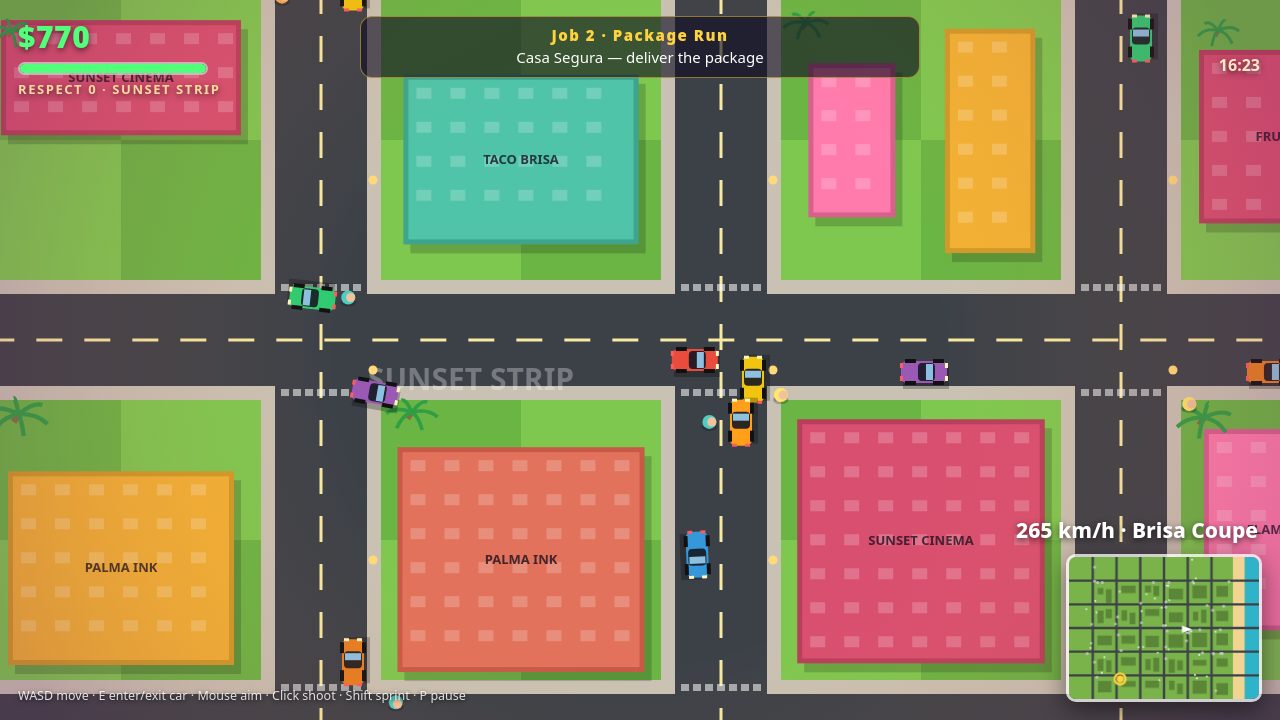 $770
SUNSET CINEMA
RESPECT 0 · SUNSET STRIP
Job 2 · Package Run
Casa Segura — deliver the package
16:23
TACO BRISA
FRU
SUNSET STRIP
PALMA INK
PALMA INK
SUNSET CINEMA
265 km/h · Brisa Coupe
LAM
WASD move · E enter/exit car · Mouse aim · Click shoot · Shift sprint · P pause